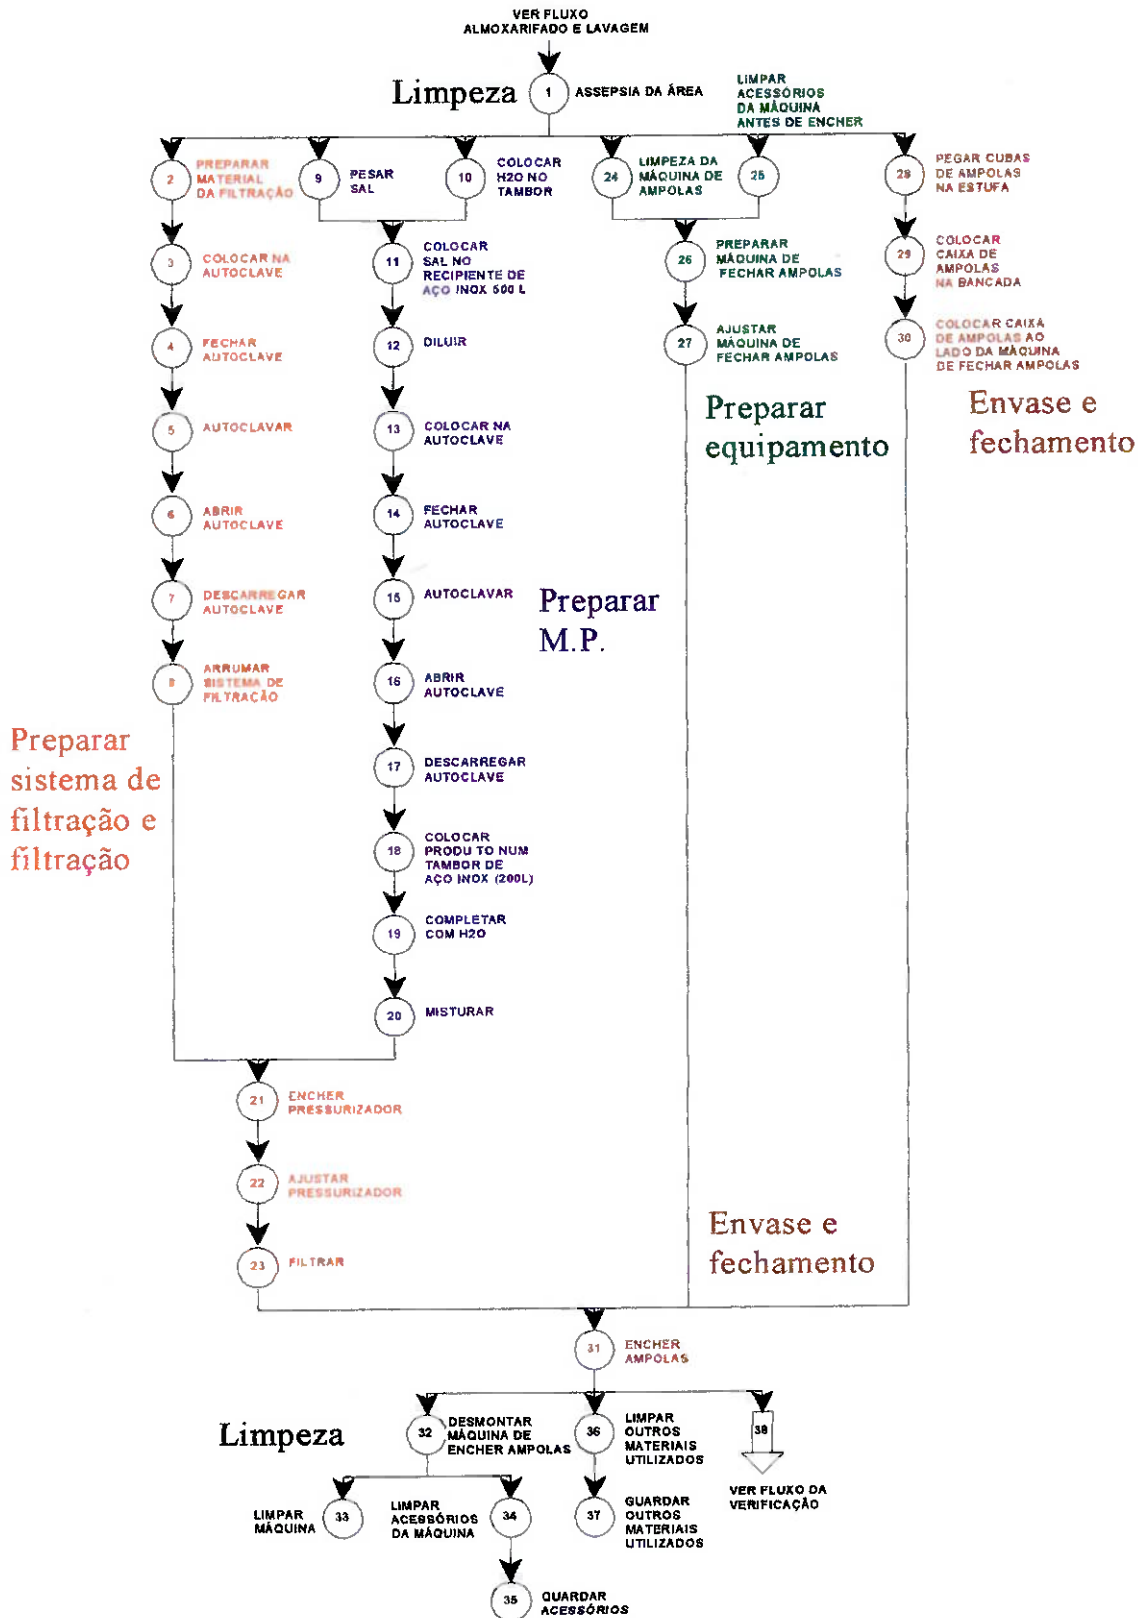 VER FLUXO
ALMOXARIFADO E LAVAGEM
Limpeza
1
ASSEPSIA DA ÁREA
LIMPAR
ACESSÓRIOS
DA MÁQUINA
ANTES DE ENCHER
2
PREPARAR
MATERIAL
DA FILTRAÇÃO
9
PESAR
SAL
10
COLOCAR
H2O NO
TAMBOR
24
LIMPEZA DA
MÁQUINA DE
AMPOLAS
25
28
PEGAR CUBAS
DE AMPOLAS
NA ESTUFA
3
COLOCAR NA
AUTOCLAVE
11
COLOCAR
SAL NO
RECIPIENTE DE
AÇO INOX 500 L
26
PREPARAR
MÁQUINA DE
FECHAR AMPOLAS
29
COLOCAR
CAIXA DE
AMPOLAS
NA BANCADA
4
FECHAR
AUTOCLAVE
12
DILUIR
27
AJUSTAR
MÁQUINA DE
FECHAR AMPOLAS
30
COLOCAR CAIXA
DE AMPOLAS AO
LADO DA MÁQUINA
DE FECHAR AMPOLAS
Preparar
equipamento
Envase e
fechamento
5
AUTOCLAVAR
13
COLOCAR NA
AUTOCLAVE
6
ABRIR
AUTOCLAVE
14
FECHAR
AUTOCLAVE
7
DESCARREGAR
AUTOCLAVE
15
AUTOCLAVAR
Preparar
M.P.
8
ARRUMAR
SISTEMA DE
FILTRAÇÃO
16
ABRIR
AUTOCLAVE
Preparar
sistema de
filtração e
filtração
17
DESCARREGAR
AUTOCLAVE
18
COLOCAR
PRODUTO NUM
TAMBOR DE
AÇO INOX (200L)
19
COMPLETAR
COM H2O
20
MISTURAR
21
ENCHER
PRESSURIZADOR
22
AJUSTAR
PRESSURIZADOR
23
FILTRAR
Envase e
fechamento
31
ENCHER
AMPOLAS
Limpeza
32
DESMONTAR
MÁQUINA DE
ENCHER AMPOLAS
36
LIMPAR
OUTROS
MATERIAIS
UTILIZADOS
38
VER FLUXO DA
VERIFICAÇÃO
LIMPAR
MÁQUINA
33
LIMPAR
ACESSÓRIOS
DA MÁQUINA
34
37
GUARDAR
OUTROS
MATERIAIS
UTILIZADOS
35
GUARDAR
ACESSÓRIOS